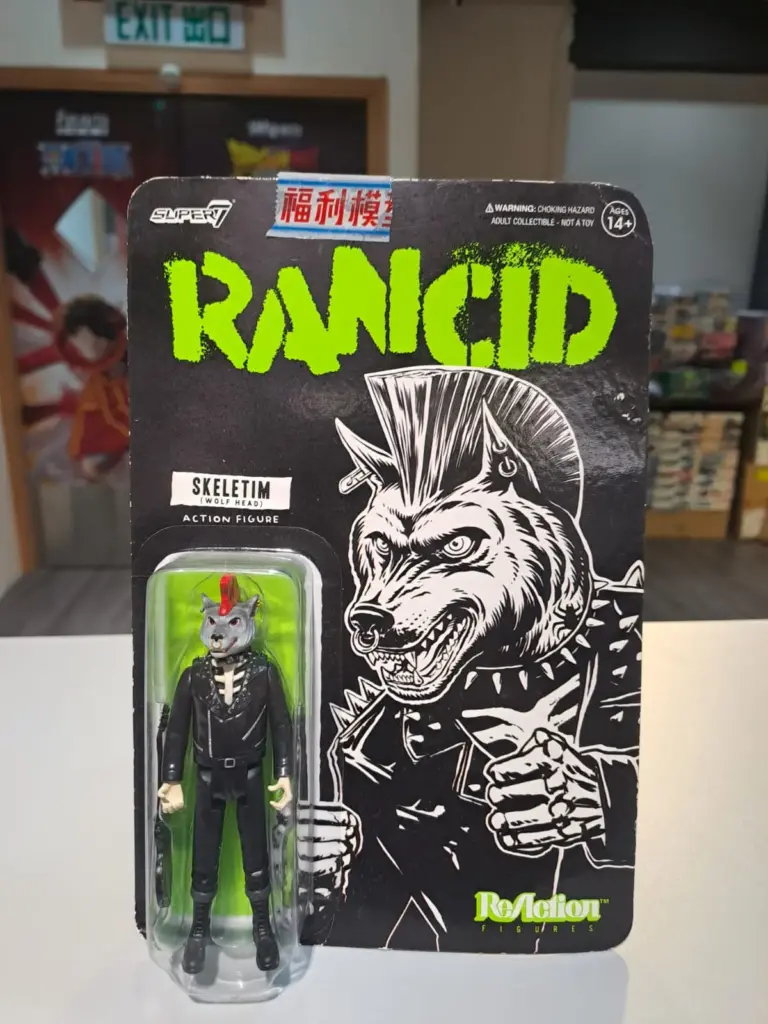 EXIT 出口
SUPER7
福利模型
WARNING: CHOKING HAZARD
ADULT COLLECTIBLE - NOT A TOY
AGES
14+
RANCID
SKELETIM
(WOLF HEAD)
ACTION FIGURE
ReAction™
FIGURES